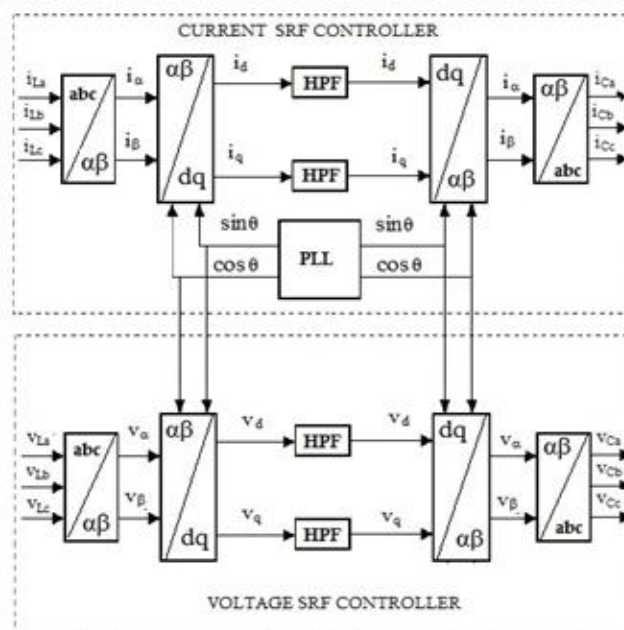 CURRENT SRF CONTROLLER
iLa iα αβ id HPF id dq iα αβ iCa
abc
iLb iCb
iLc αβ iβ dq iq HPF iq αβ iβ abc iCc
sinθ PLL sinθ
cosθ cosθ
vLa abc vα αβ vd HPF vd dq vα αβ vCa
vLb vCb
vLc αβ vβ dq vq HPF vq αβ vβ abc vCc
VOLTAGE SRF CONTROLLER